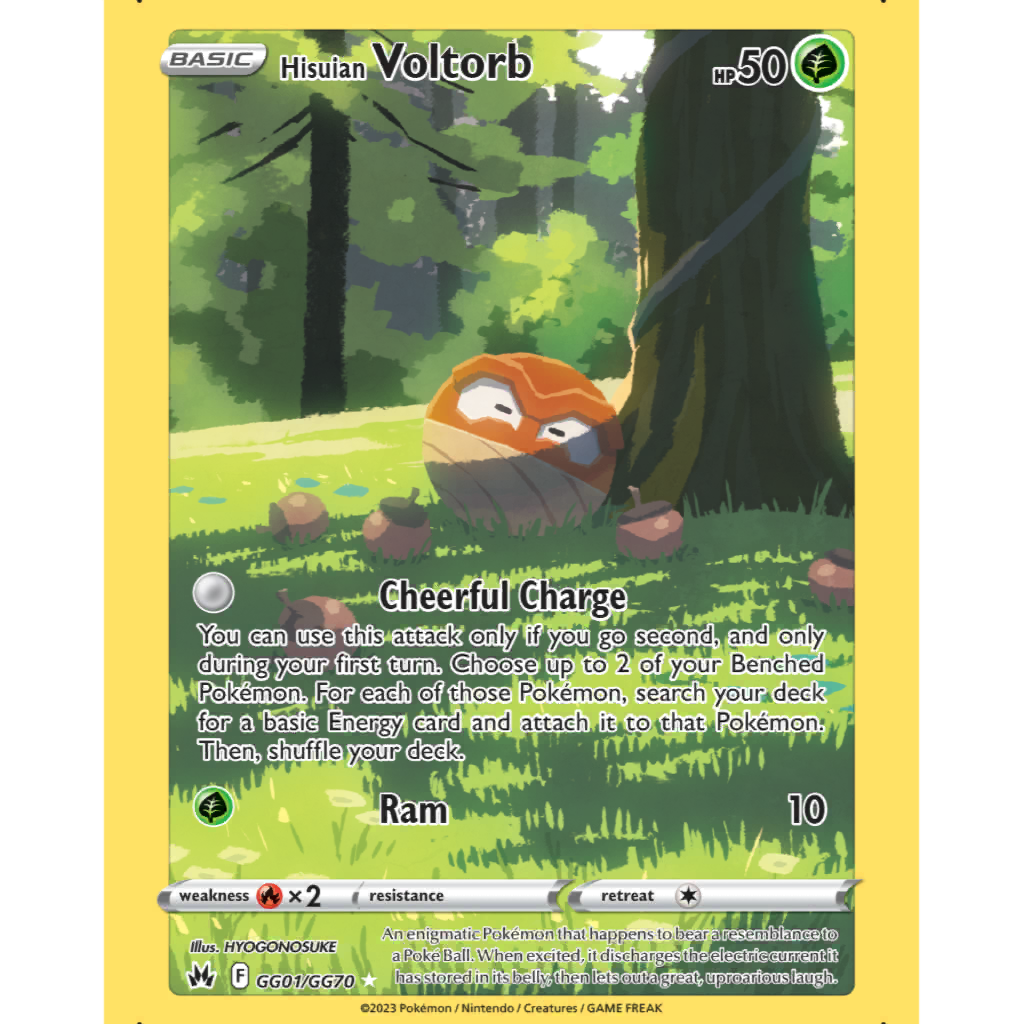 BASIC Hisuian Voltorb HP 50
Cheerful Charge
You can use this attack only if you go second, and only
during your first turn. Choose up to 2 of your Benched
Pokémon. For each of those Pokémon, search your deck
for a basic Energy card and attach it to that Pokémon.
Then, shuffle your deck.
Ram 10
weakness ×2 resistance retreat
Illus. HYOGONOSUKE
F GG01/GG70
An enigmatic Pokémon that happens to bear a resemblance to
a Poké Ball. When excited, it discharges the electric current it
has stored in its belly, then lets out a great, uproarious laugh.
©2023 Pokémon / Nintendo / Creatures / GAME FREAK